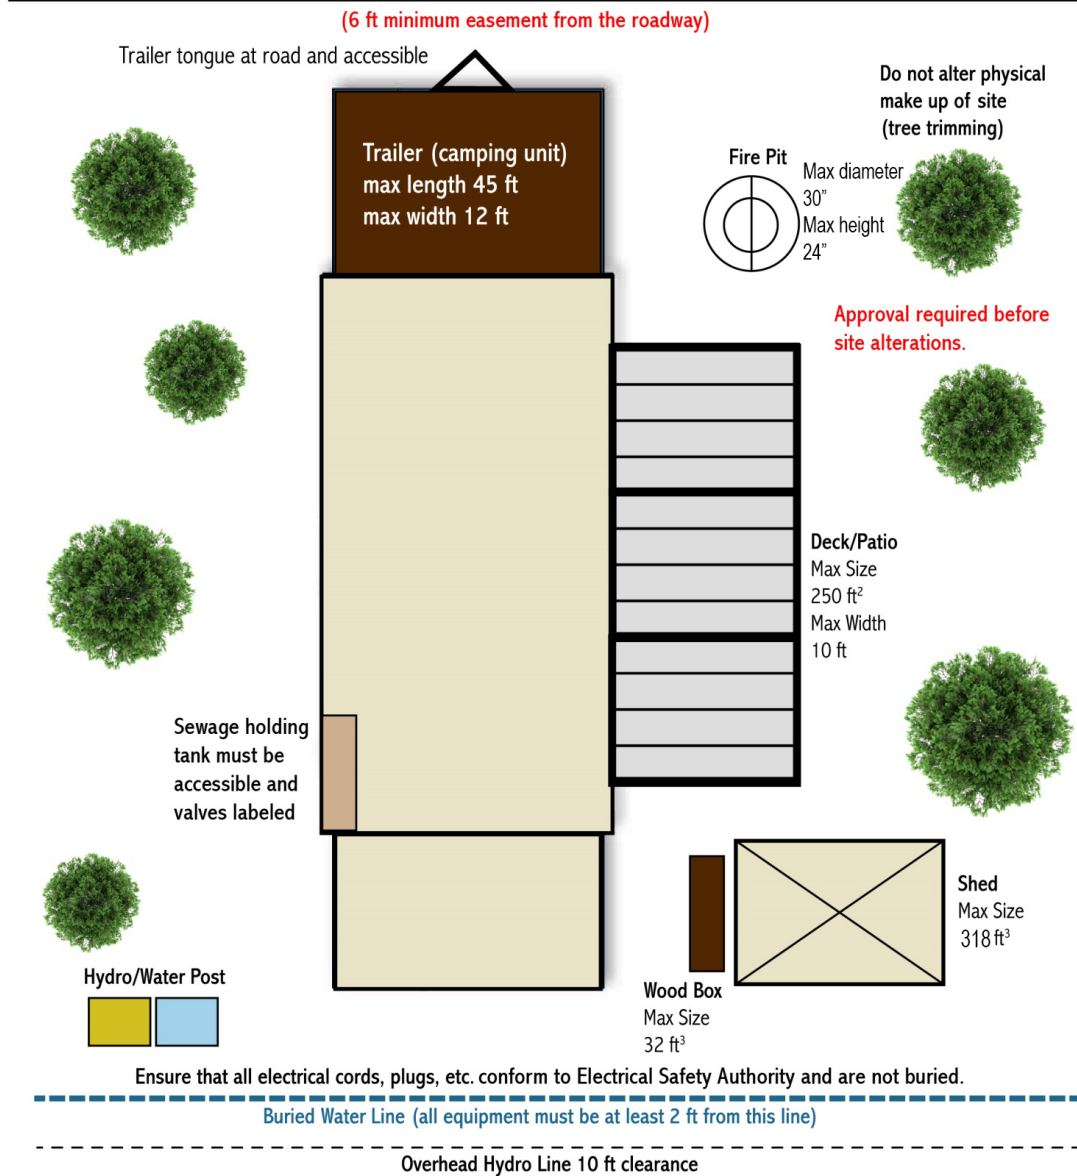 (6 ft minimum easement from the roadway)
Trailer tongue at road and accessible
Do not alter physical
make up of site
(tree trimming)
Trailer (camping unit)
max length 45 ft
max width 12 ft
Fire Pit
Max diameter
30”
Max height
24”
Approval required before
site alterations.
Deck/Patio
Max Size
250 ft²
Max Width
10 ft
Sewage holding
tank must be
accessible and
valves labeled
Shed
Max Size
318 ft³
Hydro/Water Post
Wood Box
Max Size
32 ft³
Ensure that all electrical cords, plugs, etc. conform to Electrical Safety Authority and are not buried.
Buried Water Line (all equipment must be at least 2 ft from this line)
Overhead Hydro Line 10 ft clearance